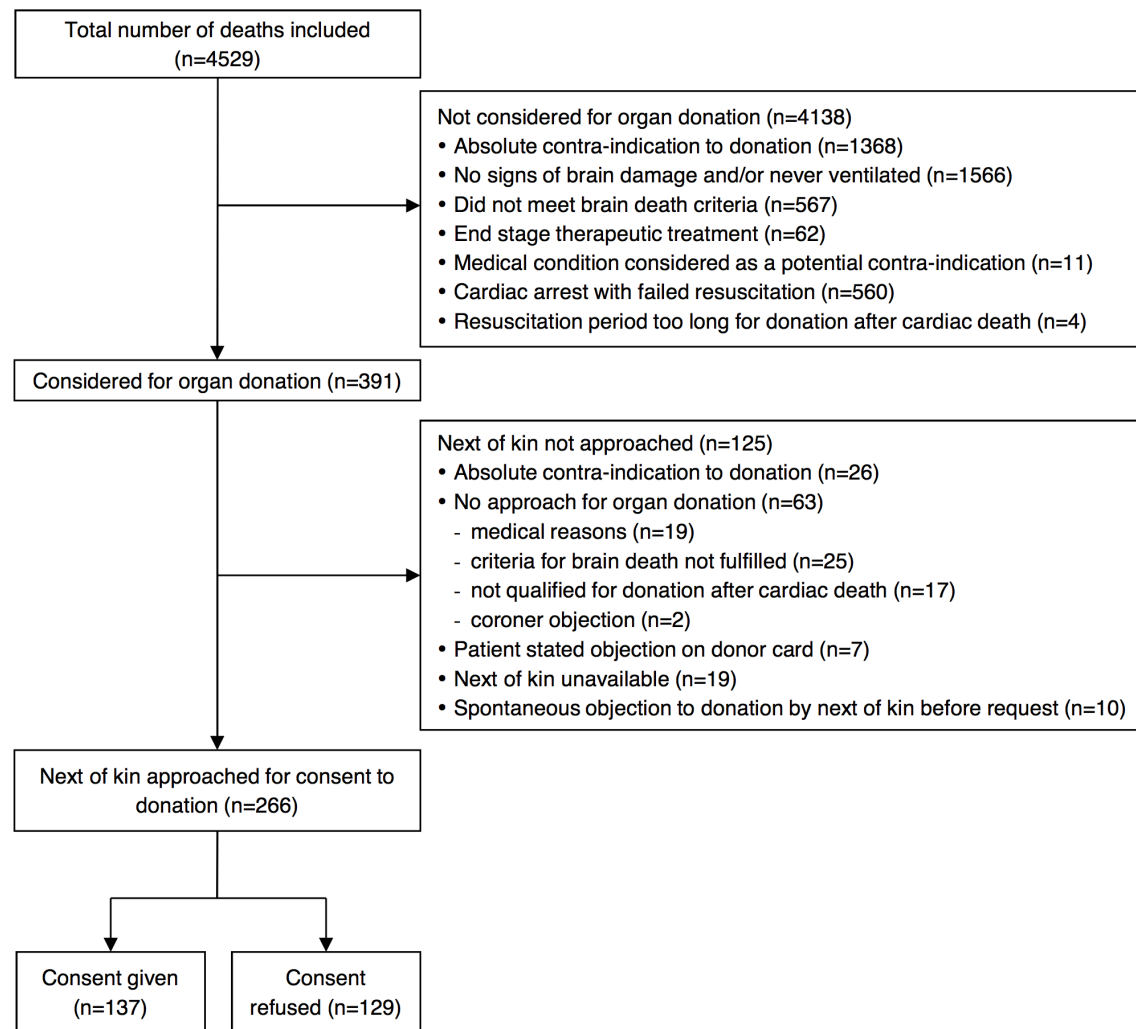 Total number of deaths included
(n=4529)
Not considered for organ donation (n=4138)
• Absolute contra-indication to donation (n=1368)
• No signs of brain damage and/or never ventilated (n=1566)
• Did not meet brain death criteria (n=567)
• End stage therapeutic treatment (n=62)
• Medical condition considered as a potential contra-indication (n=11)
• Cardiac arrest with failed resuscitation (n=560)
• Resuscitation period too long for donation after cardiac death (n=4)
Considered for organ donation (n=391)
Next of kin not approached (n=125)
• Absolute contra-indication to donation (n=26)
• No approach for organ donation (n=63)
- medical reasons (n=19)
- criteria for brain death not fulfilled (n=25)
- not qualified for donation after cardiac death (n=17)
- coroner objection (n=2)
• Patient stated objection on donor card (n=7)
• Next of kin unavailable (n=19)
• Spontaneous objection to donation by next of kin before request (n=10)
Next of kin approached for consent to
donation (n=266)
Consent given
(n=137)
Consent
refused (n=129)